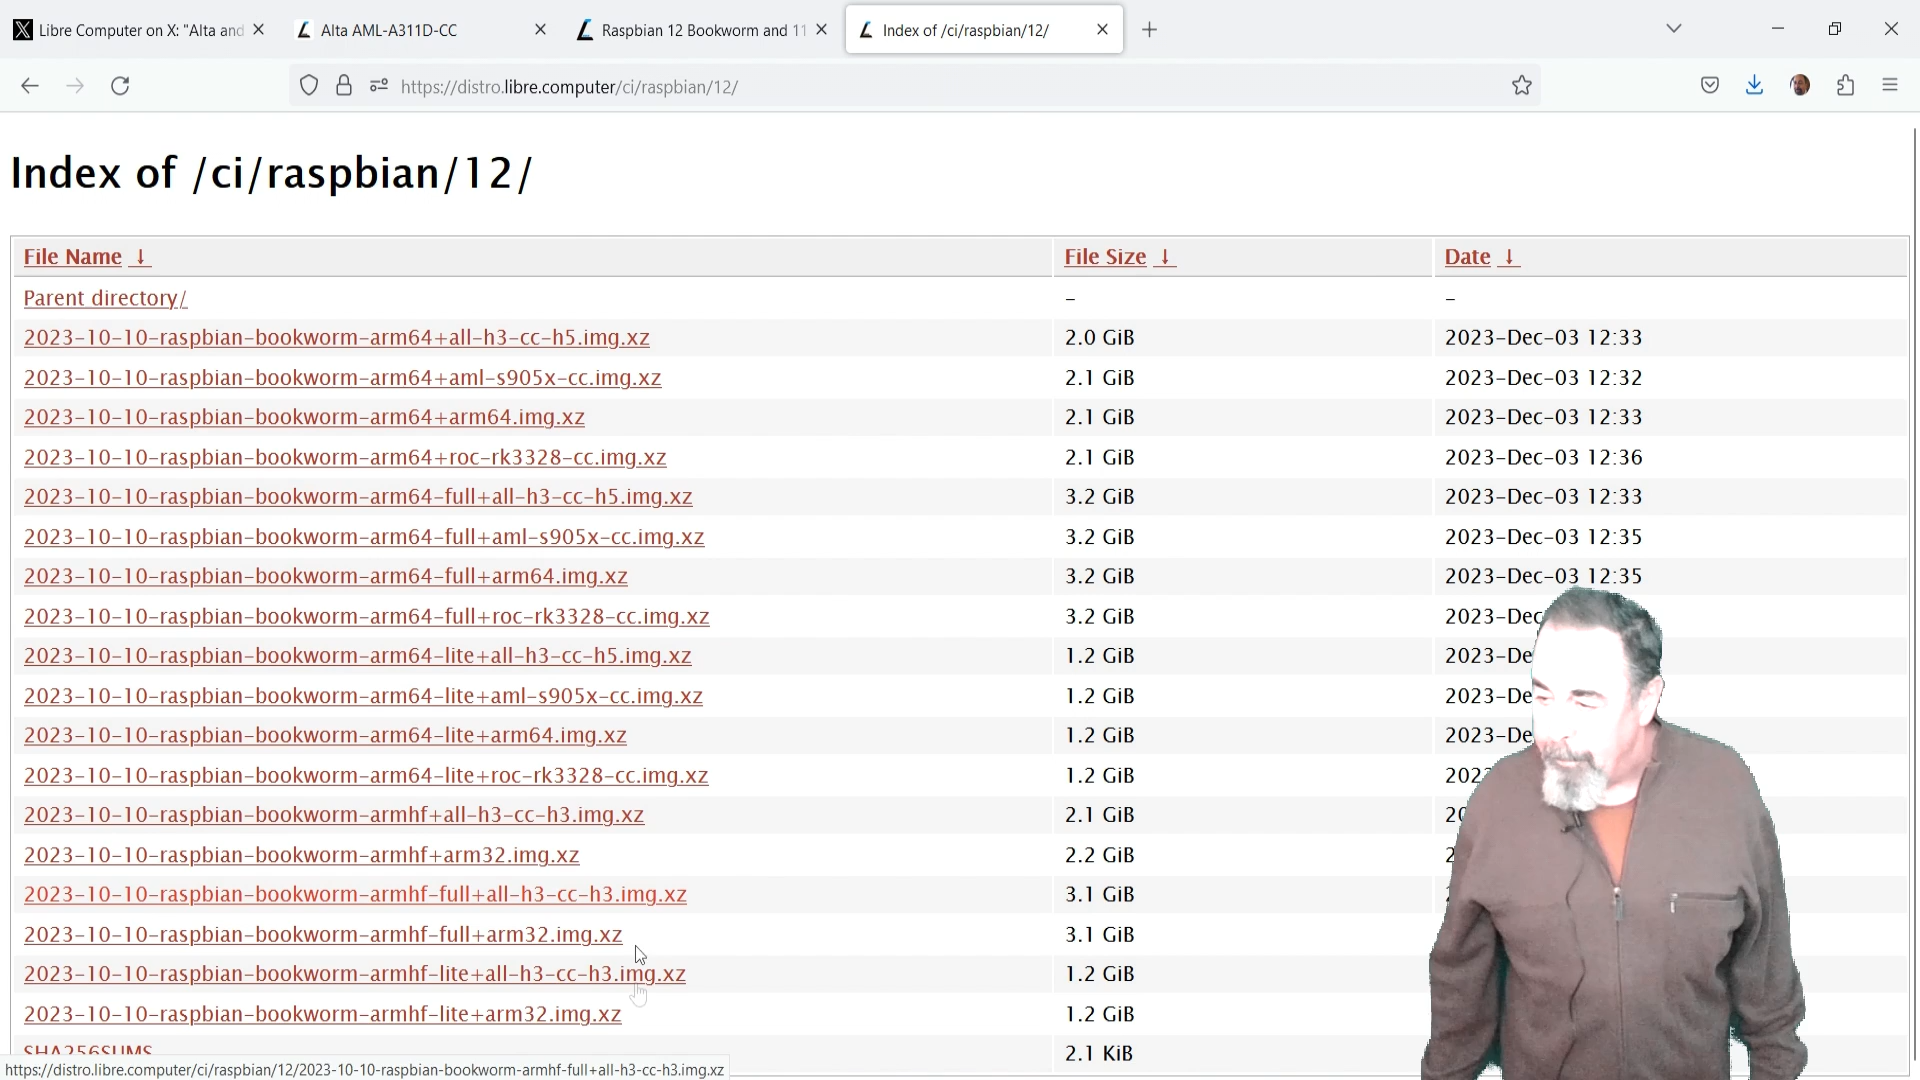 Libre Computer on X: "Alta and
Alta AML-A311D-CC
Raspbian 12 Bookworm and 11
Index of /ci/raspbian/12/
https://distro.libre.computer/ci/raspbian/12/
Index of /ci/raspbian/12/
File Name ↓ File Size ↓ Date ↓
Parent directory/ - -
2023-10-10-raspbian-bookworm-arm64+all-h3-cc-h5.img.xz 2.0 GiB 2023-Dec-03 12:33
2023-10-10-raspbian-bookworm-arm64+aml-s905x-cc.img.xz 2.1 GiB 2023-Dec-03 12:32
2023-10-10-raspbian-bookworm-arm64+arm64.img.xz 2.1 GiB 2023-Dec-03 12:33
2023-10-10-raspbian-bookworm-arm64+roc-rk3328-cc.img.xz 2.1 GiB 2023-Dec-03 12:36
2023-10-10-raspbian-bookworm-arm64-full+all-h3-cc-h5.img.xz 3.2 GiB 2023-Dec-03 12:33
2023-10-10-raspbian-bookworm-arm64-full+aml-s905x-cc.img.xz 3.2 GiB 2023-Dec-03 12:35
2023-10-10-raspbian-bookworm-arm64-full+arm64.img.xz 3.2 GiB 2023-Dec-03 12:35
2023-10-10-raspbian-bookworm-arm64-full+roc-rk3328-cc.img.xz 3.2 GiB 2023-Dec
2023-10-10-raspbian-bookworm-arm64-lite+all-h3-cc-h5.img.xz 1.2 GiB 2023-De
2023-10-10-raspbian-bookworm-arm64-lite+aml-s905x-cc.img.xz 1.2 GiB 2023-De
2023-10-10-raspbian-bookworm-arm64-lite+arm64.img.xz 1.2 GiB 2023-De
2023-10-10-raspbian-bookworm-arm64-lite+roc-rk3328-cc.img.xz 1.2 GiB 202
2023-10-10-raspbian-bookworm-armhf+all-h3-cc-h3.img.xz 2.1 GiB 20
2023-10-10-raspbian-bookworm-armhf+arm32.img.xz 2.2 GiB 2
2023-10-10-raspbian-bookworm-armhf-full+all-h3-cc-h3.img.xz 3.1 GiB
2023-10-10-raspbian-bookworm-armhf-full+arm32.img.xz 3.1 GiB
2023-10-10-raspbian-bookworm-armhf-lite+all-h3-cc-h3.img.xz 1.2 GiB
2023-10-10-raspbian-bookworm-armhf-lite+arm32.img.xz 1.2 GiB
SHA256SUMS 2.1 KiB
https://distro.libre.computer/ci/raspbian/12/2023-10-10-raspbian-bookworm-armhf-full+all-h3-cc-h3.img.xz